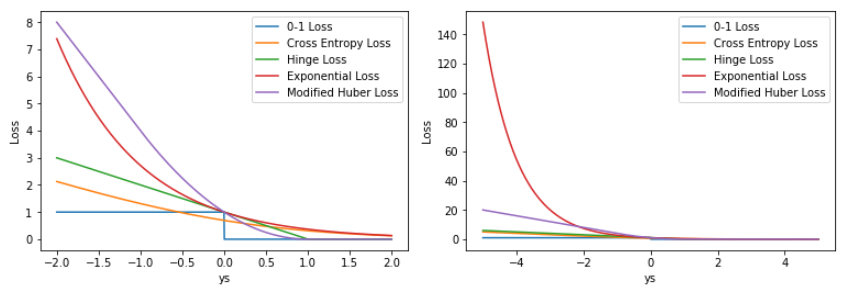 8
7
6
5
4
3
2
1
0
Loss
−2.0 −1.5 −1.0 −0.5 0.0 0.5 1.0 1.5 2.0
ys
0-1 Loss
Cross Entropy Loss
Hinge Loss
Exponential Loss
Modified Huber Loss
140
120
100
80
60
40
20
0
Loss
−4 −2 0 2 4
ys
0-1 Loss
Cross Entropy Loss
Hinge Loss
Exponential Loss
Modified Huber Loss